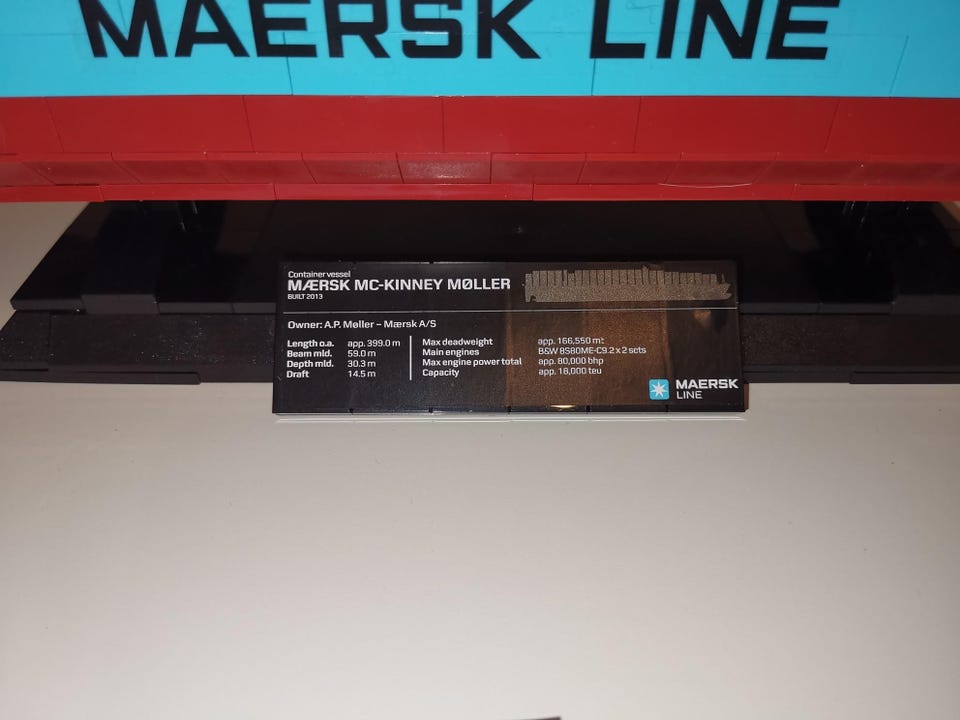 MAERSK LINE
Container vessel
MÆRSK MC-KINNEY MØLLER
BUILT 2013
Owner: A.P. Møller – Mærsk A/S
Length o.a. app. 399.0 m
Beam mld. 59.0 m
Depth mld. 30.3 m
Draft 14.5 m
Max deadweight app. 166,550 mt
Main engines B&W 8S80ME-C9.2 x 2 scts
Max engine power total app. 80,000 bhp
Capacity app. 18,000 teu
MAERSK
LINE